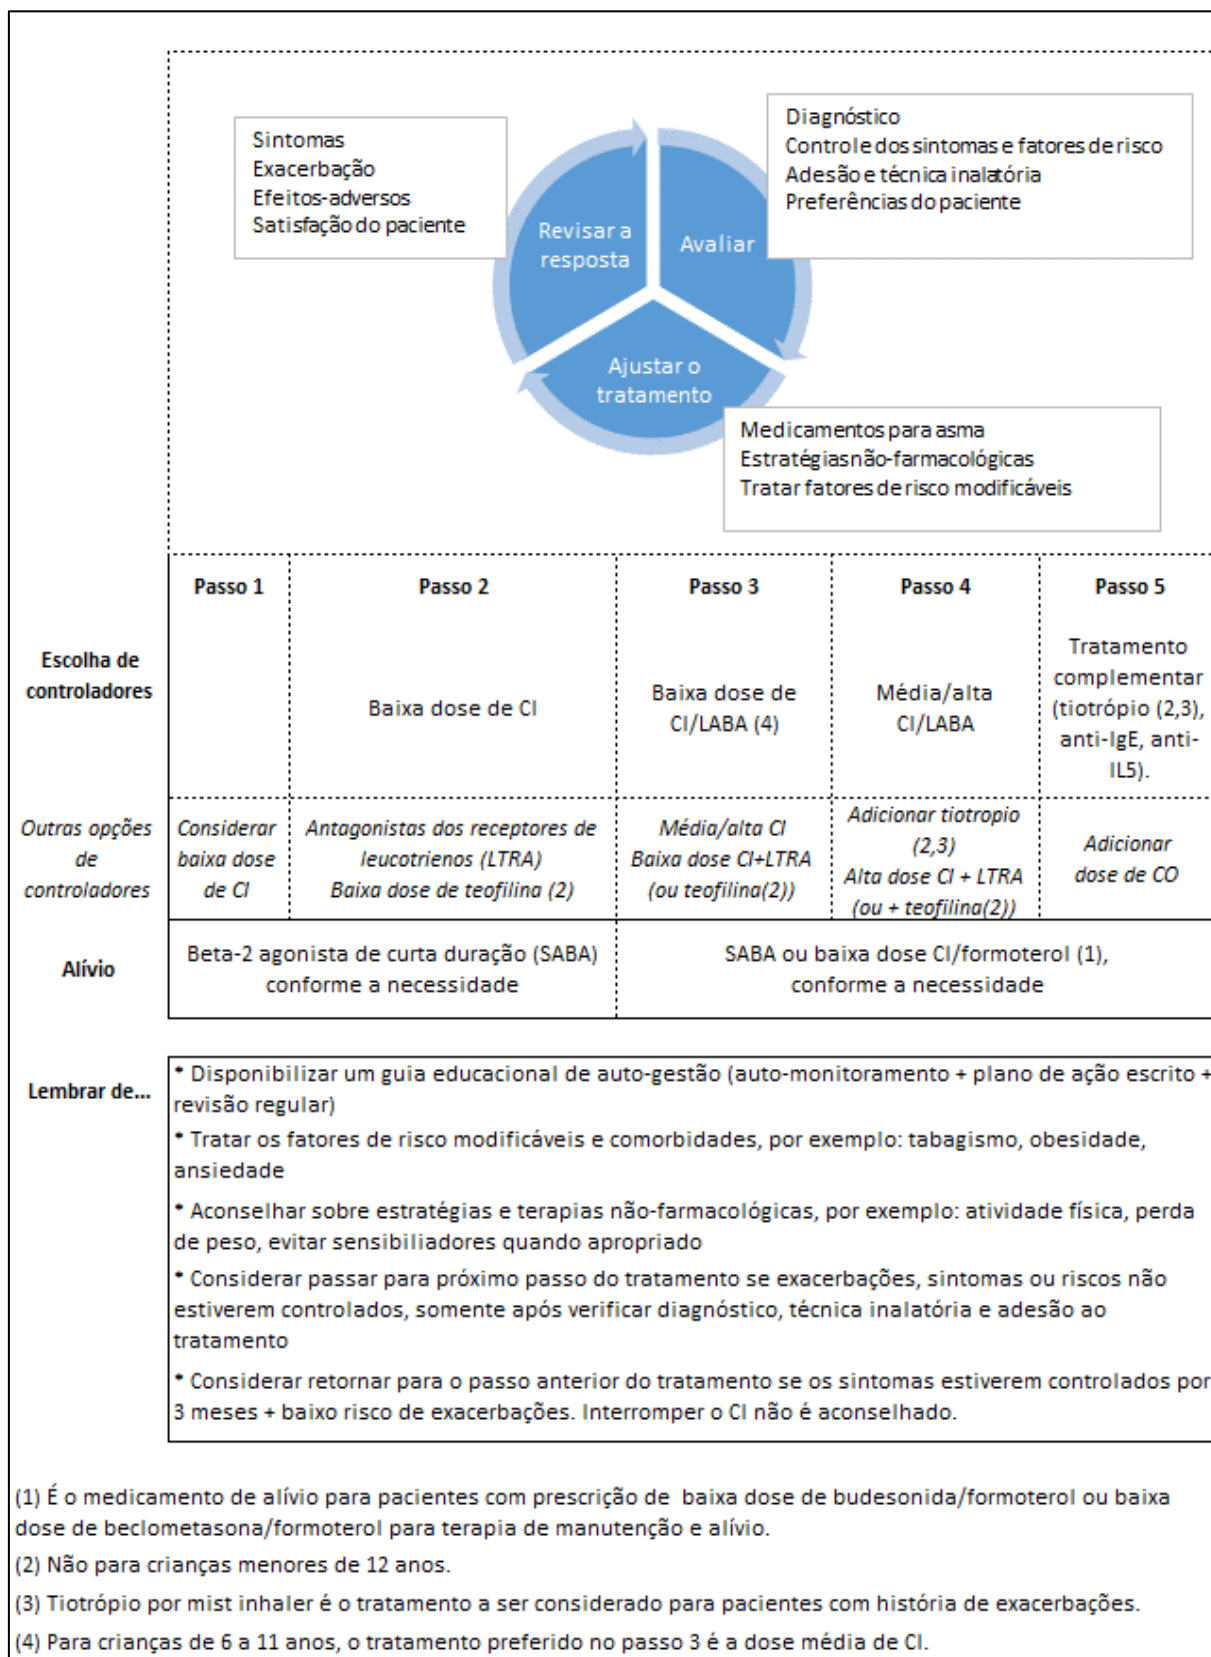 Sintomas
Exacerbação
Efeitos-adversos
Satisfação do paciente
Diagnóstico
Controle dos sintomas e fatores de risco
Adesão e técnica inalatória
Preferências do paciente
Revisar a
resposta
Avaliar
Ajustar o
tratamento
Medicamentos para asma
Estratégias não-farmacológicas
Tratar fatores de risco modificáveis
Passo 1
Passo 2
Passo 3
Passo 4
Passo 5
Escolha de
controladores
Baixa dose de CI
Baixa dose de
CI/LABA (4)
Média/alta
CI/LABA
Tratamento
complementar
(tiotrópio (2,3),
anti-IgE, anti-
IL5).
Outras opções
de
controladores
Considerar
baixa dose
de CI
Antagonistas dos receptores de
leucotrienos (LTRA)
Baixa dose de teofilina (2)
Média/alta CI
Baixa dose CI+LTRA
(ou teofilina(2))
Adicionar tiotropio
(2,3)
Alta dose CI + LTRA
(ou + teofilina(2))
Adicionar
dose de CO
Alívio
Beta-2 agonista de curta duração (SABA)
conforme a necessidade
SABA ou baixa dose CI/formoterol (1),
conforme a necessidade
Lembrar de...
* Disponibilizar um guia educacional de auto-gestão (auto-monitoramento + plano de ação escrito +
revisão regular)
* Tratar os fatores de risco modificáveis e comorbidades, por exemplo: tabagismo, obesidade,
ansiedade
* Aconselhar sobre estratégias e terapias não-farmacológicas, por exemplo: atividade física, perda
de peso, evitar sensibiliadores quando apropriado
* Considerar passar para próximo passo do tratamento se exacerbações, sintomas ou riscos não
estiverem controlados, somente após verificar diagnóstico, técnica inalatória e adesão ao
tratamento
* Considerar retornar para o passo anterior do tratamento se os sintomas estiverem controlados por
3 meses + baixo risco de exacerbações. Interromper o CI não é aconselhado.
(1) É o medicamento de alívio para pacientes com prescrição de baixa dose de budesonida/formoterol ou baixa
dose de beclometasona/formoterol para terapia de manutenção e alívio.
(2) Não para crianças menores de 12 anos.
(3) Tiotrópio por mist inhaler é o tratamento a ser considerado para pacientes com história de exacerbações.
(4) Para crianças de 6 a 11 anos, o tratamento preferido no passo 3 é a dose média de CI.